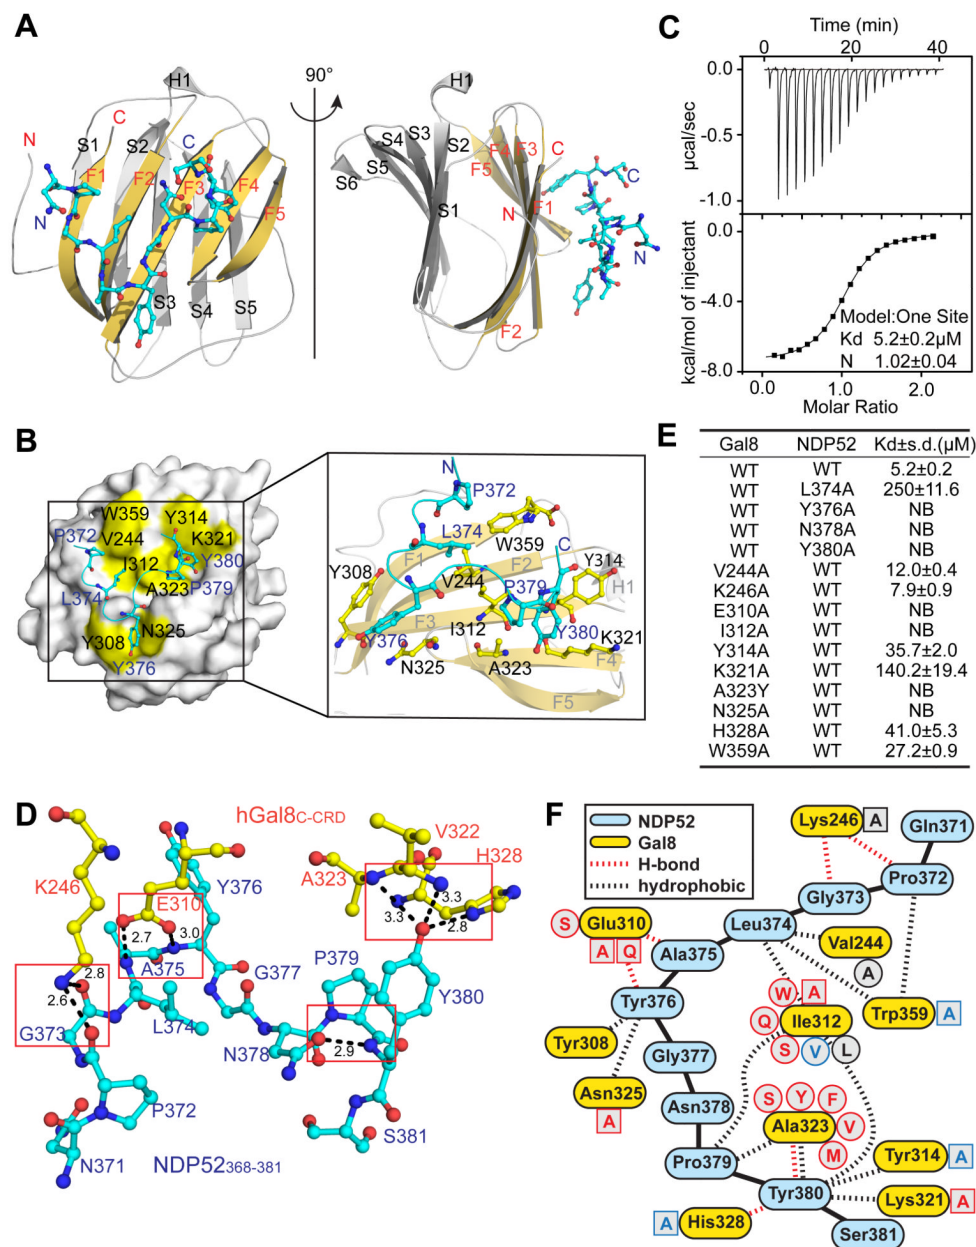 A
90°
H1
N
C
S1
S2
C
F1
F2
F3
F4
F5
N
S3
S4
S5
H1
S3
S4
S2
S5
S6
F4
F3
F5
C
C
S1
N
F1
N
F2
C
Time (min)
0 20 40
0.0
-0.5
-1.0
µcal/sec
0.0
-4.0
-8.0
kcal/mol of injectant
Model:One Site
Kd 5.2±0.2µM
N 1.02±0.04
0.0 1.0 2.0
Molar Ratio
B
W359
Y314
P372
V244
K321
I312
Y380
A323
P379
L374
Y308
N325
Y376
N
P372
L374
W359
C
F1
F2
Y314
Y308
V244
P379
H1
F3
I312
Y376
Y380
K321
N325
A323
F4
F5
E
Gal8 NDP52 Kd±s.d.(µM)
WT WT 5.2±0.2
WT L374A 250±11.6
WT Y376A NB
WT N378A NB
WT Y380A NB
V244A WT 12.0±0.4
K246A WT 7.9±0.9
E310A WT NB
I312A WT NB
Y314A WT 35.7±2.0
K321A WT 140.2±19.4
A323Y WT NB
N325A WT NB
H328A WT 41.0±5.3
W359A WT 27.2±0.9
D
hGal8C-CRD
V322
H328
A323
K246
Y376
E310
3.3
3.3
2.8
2.7
3.0
2.8
2.6
A375
G377
P379
Y380
G373
L374
N378
2.9
P372
S381
N371
NDP52368-381
F
NDP52
Gal8
H-bond
hydrophobic
Lys246
A
Gln371
Pro372
Gly373
S
Glu310
A
Q
Leu374
Ala375
Val244
A
W
A
Q
Ile312
S
V
L
Trp359
A
Tyr376
Tyr308
Gly377
Asn325
A
Asn378
S
Y
F
Ala323
V
M
Pro379
Tyr314
A
Tyr380
Lys321
A
A
His328
Ser381